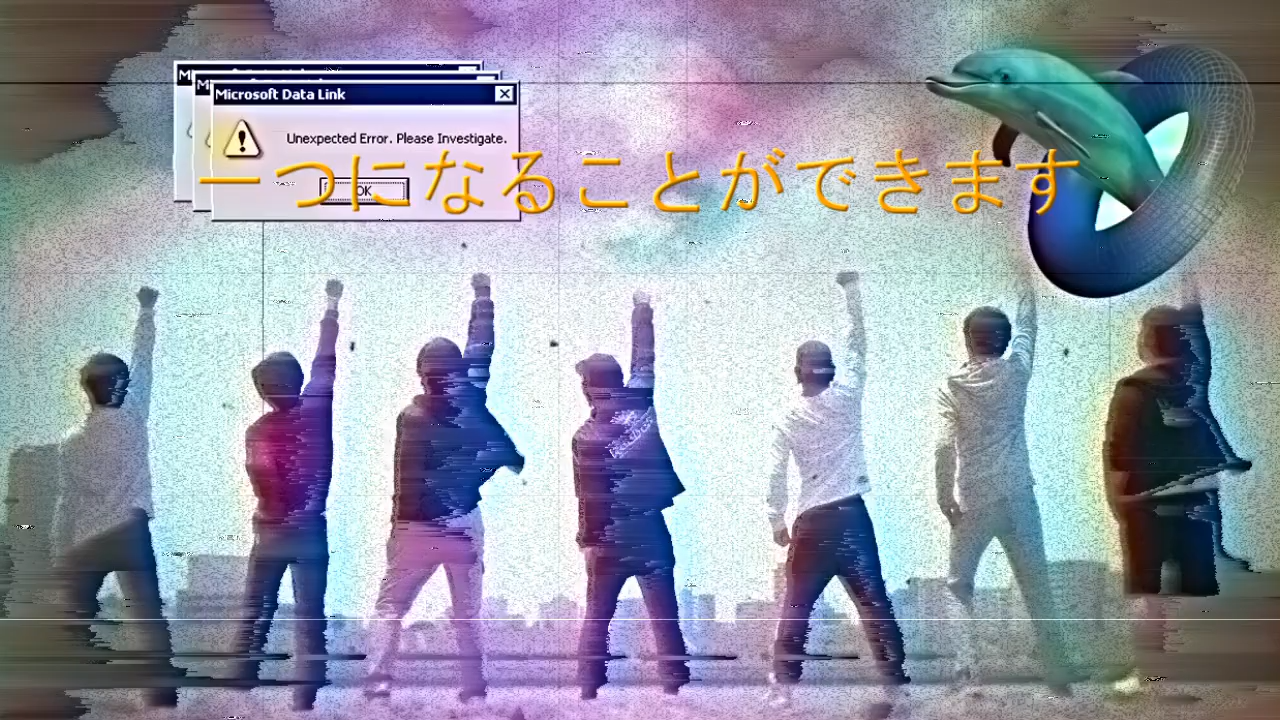 Microsoft Data Link
Unexpected Error. Please Investigate.
OK
一つになることができます